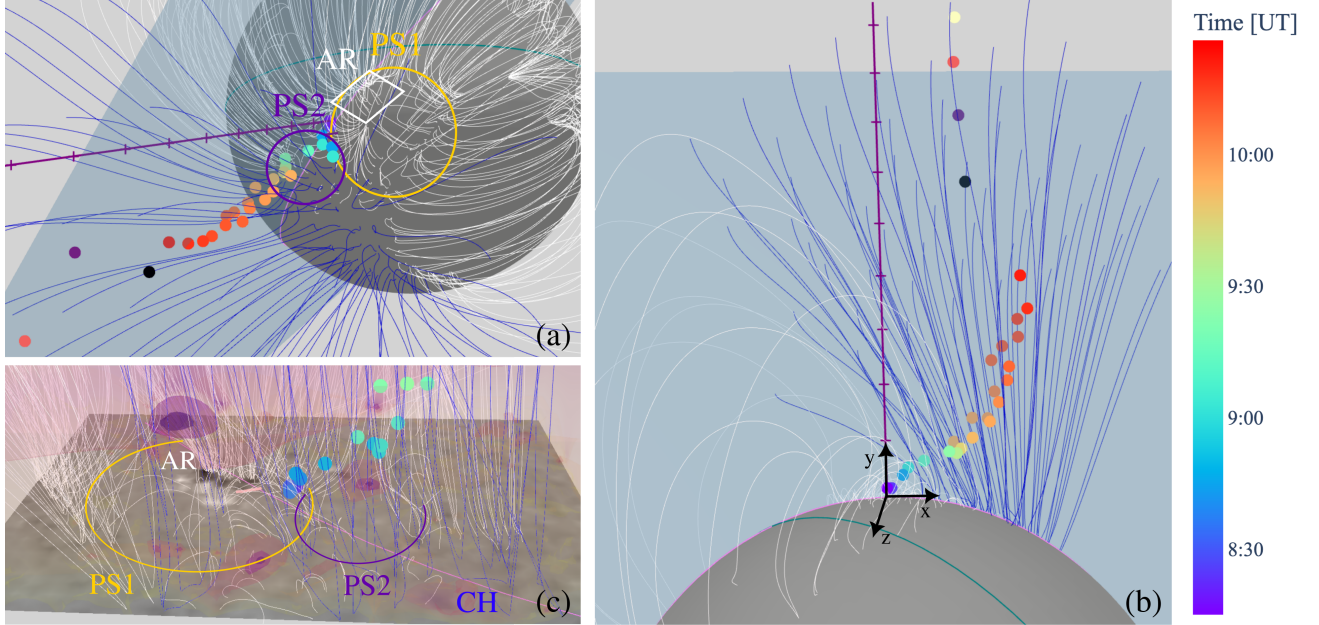 AR
PS1
PS2
(a)
AR
PS1
PS2
CH
(c)
y
x
z
(b)
Time [UT]
10:00
9:30
9:00
8:30